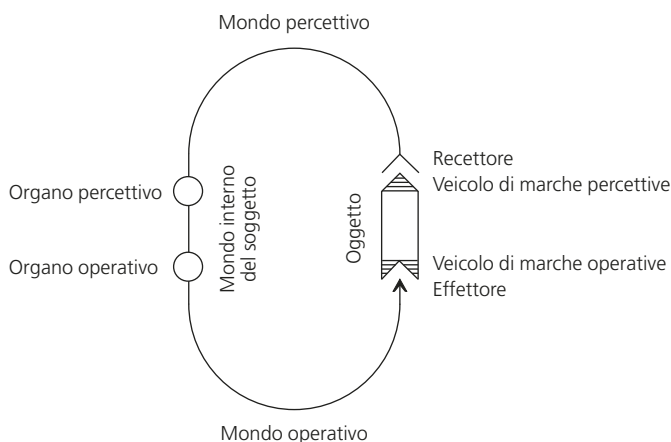 Mondo percettivo
Recettore
Veicolo di marche percettive
Organo percettivo
Mondo interno
del soggetto
Oggetto
Organo operativo
Veicolo di marche operative
Effettore
Mondo operativo